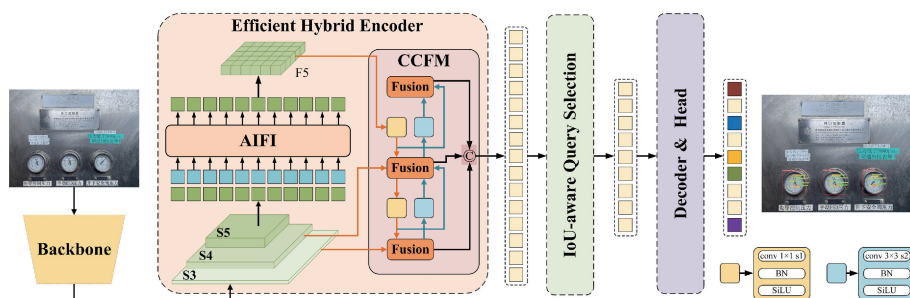 Efficient Hybrid Encoder
F5
CCFM
Fusion
AIFI
Fusion
©
S5
S4
S3
Fusion
Backbone
IoU-aware Query Selection
Decoder & Head
conv 1×1 s1
BN
SiLU
conv 3×3 s2
BN
SiLU